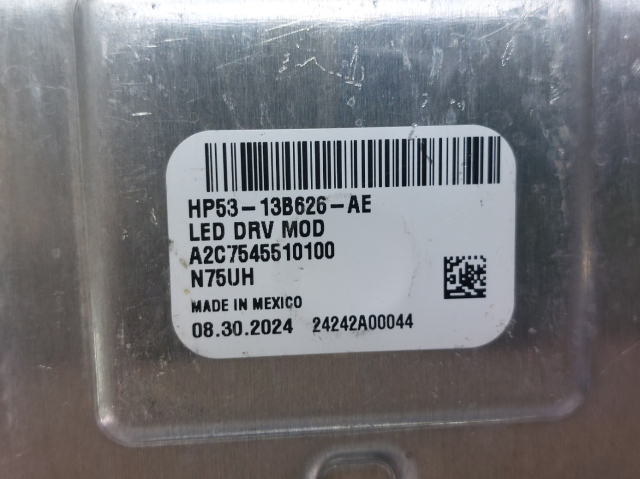 HP53-13B626-AE
LED DRV MOD
A2C7545510100
N75UH
MADE IN MEXICO
08.30.2024 24242A00044